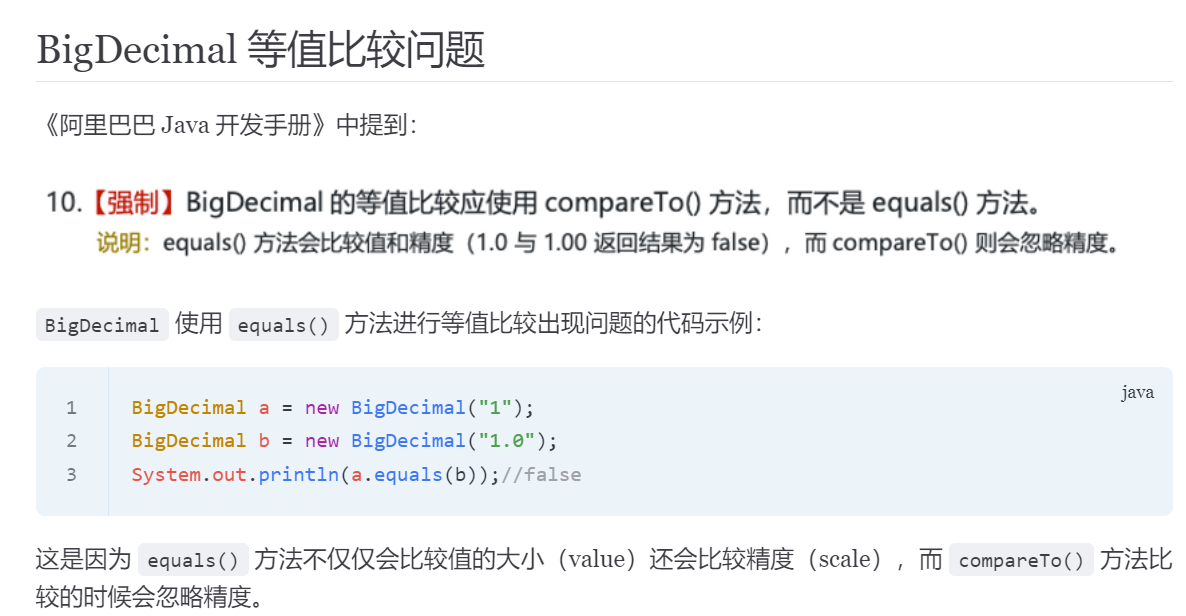 BigDecimal 等值比较问题
《阿里巴巴 Java 开发手册》中提到：
10.【强制】BigDecimal 的等值比较应使用 compareTo() 方法，而不是 equals() 方法。
说明：equals() 方法会比较值和精度（1.0 与 1.00 返回结果为 false），而 compareTo() 则会忽略精度。
BigDecimal 使用 equals() 方法进行等值比较出现问题的代码示例：
java
1 BigDecimal a = new BigDecimal("1");
2 BigDecimal b = new BigDecimal("1.0");
3 System.out.println(a.equals(b));//false
这是因为 equals() 方法不仅仅会比较值的大小（value）还会比较精度（scale），而 compareTo() 方法比
较的时候会忽略精度。